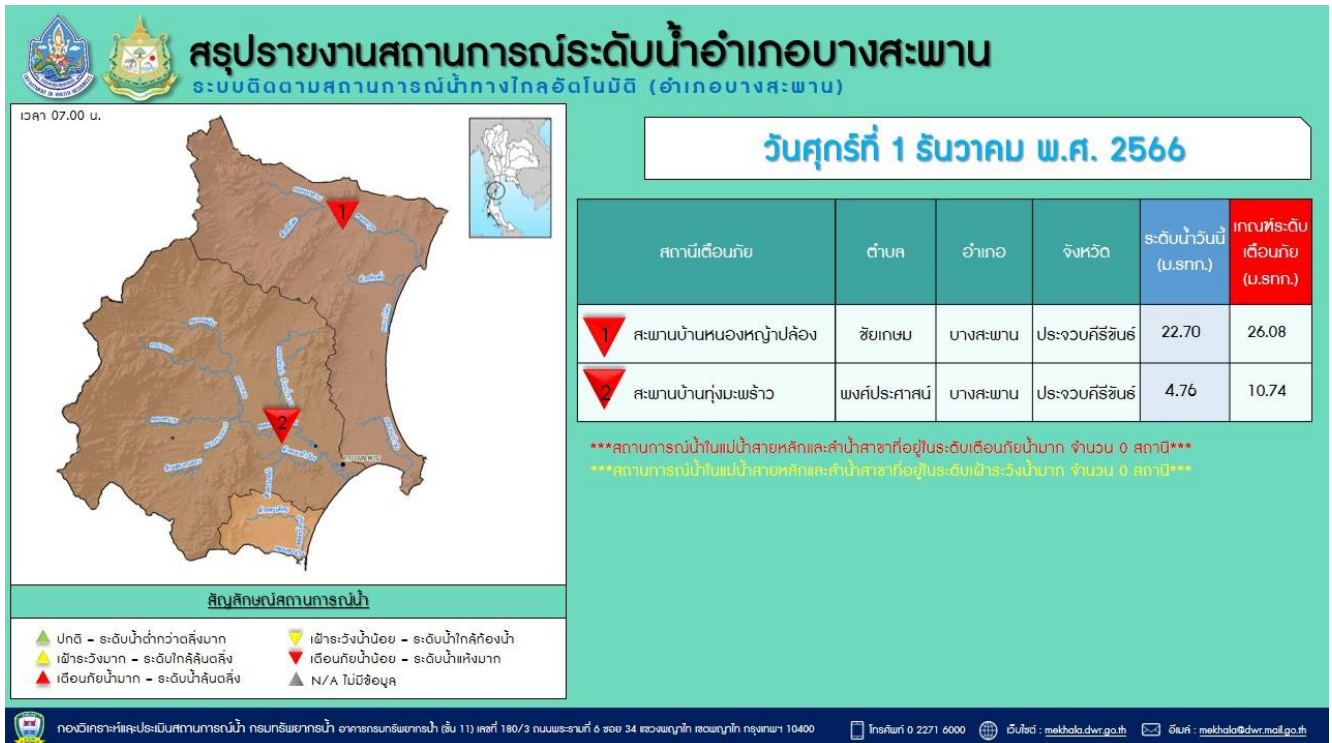 สรุปรายงานสถานการณ์ระดับน้ำอำเภอบางสะพาน
ระบบติดตามสถานการณ์น้ำทางไกลอัตโนมัติ (อำเภอบางสะพาน)
เวลา 07.00 น.
วันศุกร์ที่ 1 ธันวาคม พ.ศ. 2566
สถานีเตือนภัย ตำบล อำเภอ จังหวัด ระดับน้ำวันนี้ (ม.รทก.) เกณฑ์ระดับเตือนภัย (ม.รทก.)
1 สะพานบ้านหนองหญ้าปล้อง ชัยเกษม บางสะพาน ประจวบคีรีขันธ์ 22.70 26.08
2 สะพานบ้านทุ่งมะพร้าว พงศ์ประศาสน์ บางสะพาน ประจวบคีรีขันธ์ 4.76 10.74
***สถานการณ์น้ำในแม่น้ำสายหลักและลำน้ำสาขาที่อยู่ในระดับเตือนภัยน้ำมาก จำนวน 0 สถานี***
***สถานการณ์น้ำในแม่น้ำสายหลักและลำน้ำสาขาที่อยู่ในระดับเฝ้าระวังน้ำมาก จำนวน 0 สถานี***
1
2
สัญลักษณ์สถานการณ์น้ำ
ปกติ - ระดับน้ำต่ำกว่าตลิ่งมาก
เฝ้าระวังมาก - ระดับใกล้ล้นตลิ่ง
เตือนภัยน้ำมาก - ระดับน้ำล้นตลิ่ง
เฝ้าระวังน้ำน้อย - ระดับน้ำใกล้ท้องน้ำ
เตือนภัยน้ำน้อย - ระดับน้ำแห้งมาก
N/A ไม่มีข้อมูล
กองวิเคราะห์และประเมินสถานการณ์น้ำ กรมทรัพยากรน้ำ อาคารกรมทรัพยากรน้ำ (ชั้น 11) เลขที่ 180/3 ถนนพระรามที่ 6 ซอย 34 แขวงพญาไท เขตพญาไท กรุงเทพฯ 10400 โทรศัพท์ 0 2271 6000 เว็บไซต์ : mekhala.dwr.go.th อีเมล์ : mekhala@dwr.mail.go.th